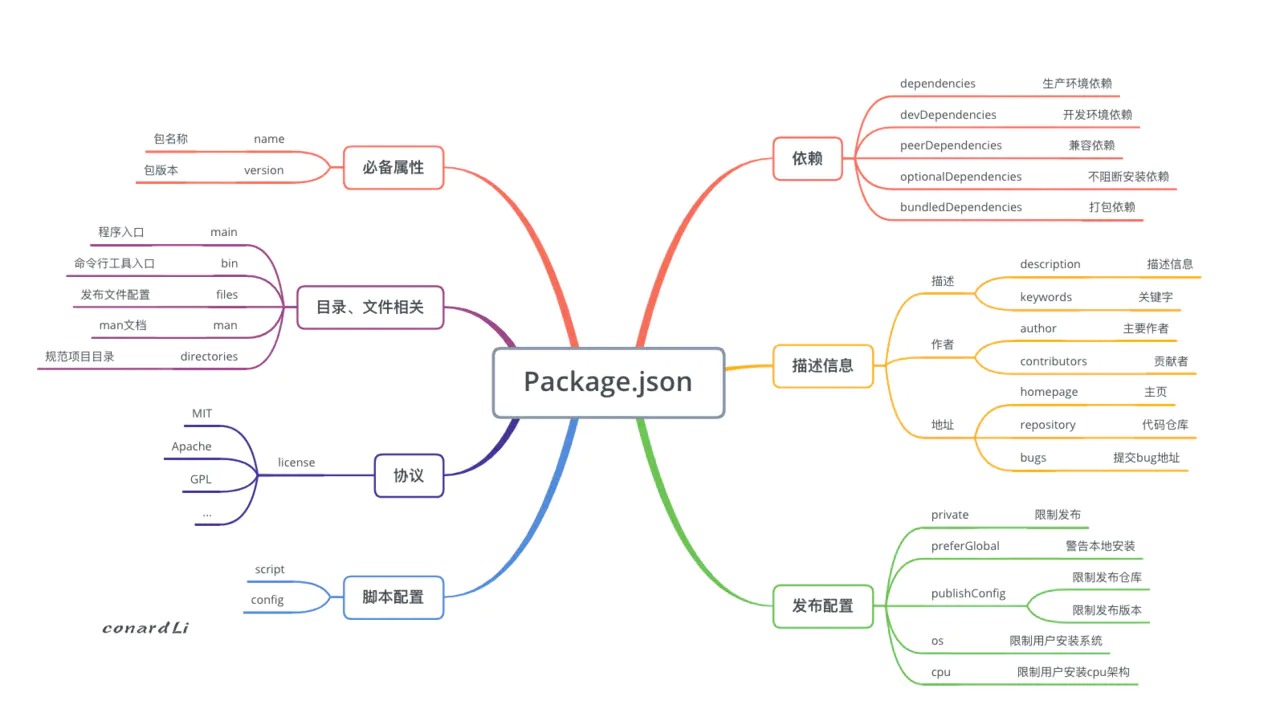 Package.json
必备属性
name 包名称
version 包版本
目录、文件相关
main 程序入口
bin 命令行工具入口
files 发布文件配置
man man文档
directories 规范项目目录
协议
license
MIT
Apache
GPL
...
脚本配置
script
config
conardLi
依赖
dependencies 生产环境依赖
devDependencies 开发环境依赖
peerDependencies 兼容依赖
optionalDependencies 不阻断安装依赖
bundledDependencies 打包依赖
描述信息
描述
description 描述信息
keywords 关键字
作者
author 主要作者
contributors 贡献者
地址
homepage 主页
repository 代码仓库
bugs 提交bug地址
发布配置
private 限制发布
preferGlobal 警告本地安装
publishConfig
限制发布仓库
限制发布版本
os 限制用户安装系统
cpu 限制用户安装cpu架构